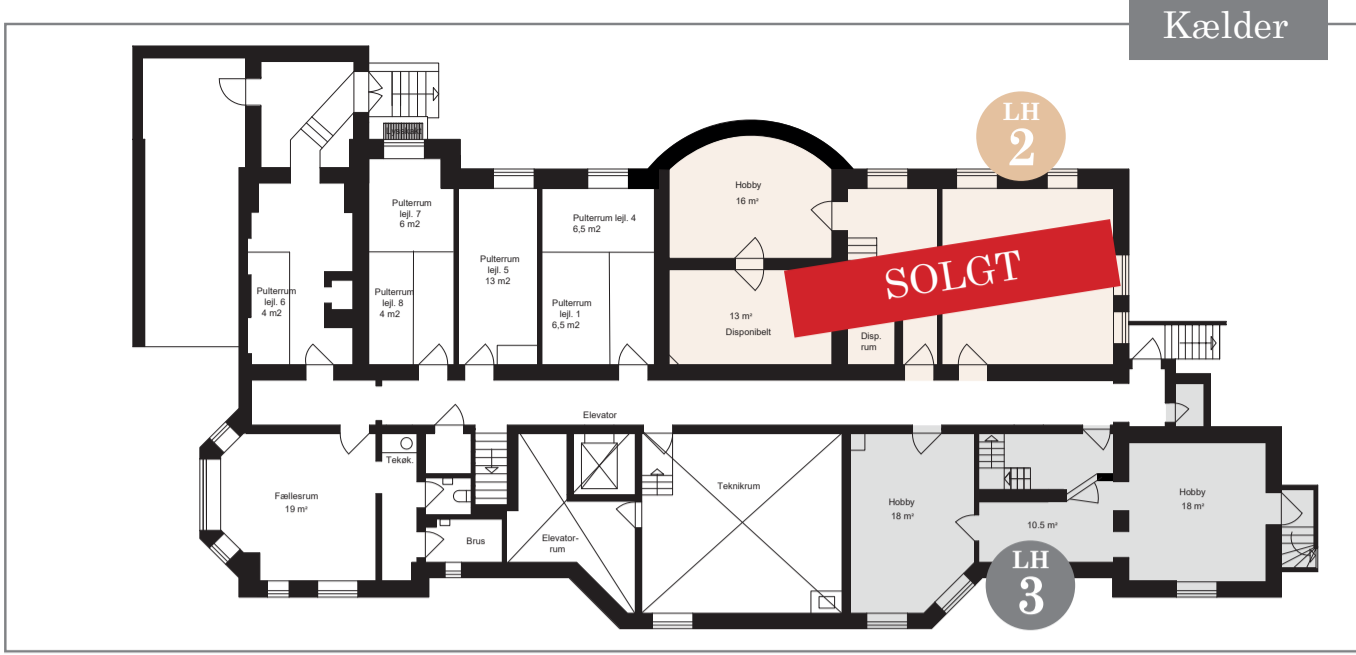 Kælder
LH
2
Lysskakt
Hobby
16 m²
Pulterrum
lejl. 7
6 m2
Pulterrum lejl. 4
6,5 m2
Pulterrum
lejl. 5
13 m2
SOLGT
Pulterrum
lejl. 6
4 m2
Pulterrum
lejl. 8
4 m2
Pulterrum
lejl. 1
6,5 m2
13 m²
Disponibelt
Disp.
rum
Elevator
Tekøk.
Fællesrum
19 m²
Teknikrum
Hobby
18 m²
Hobby
18 m²
10.5 m²
Brus
Elevator-
rum
LH
3